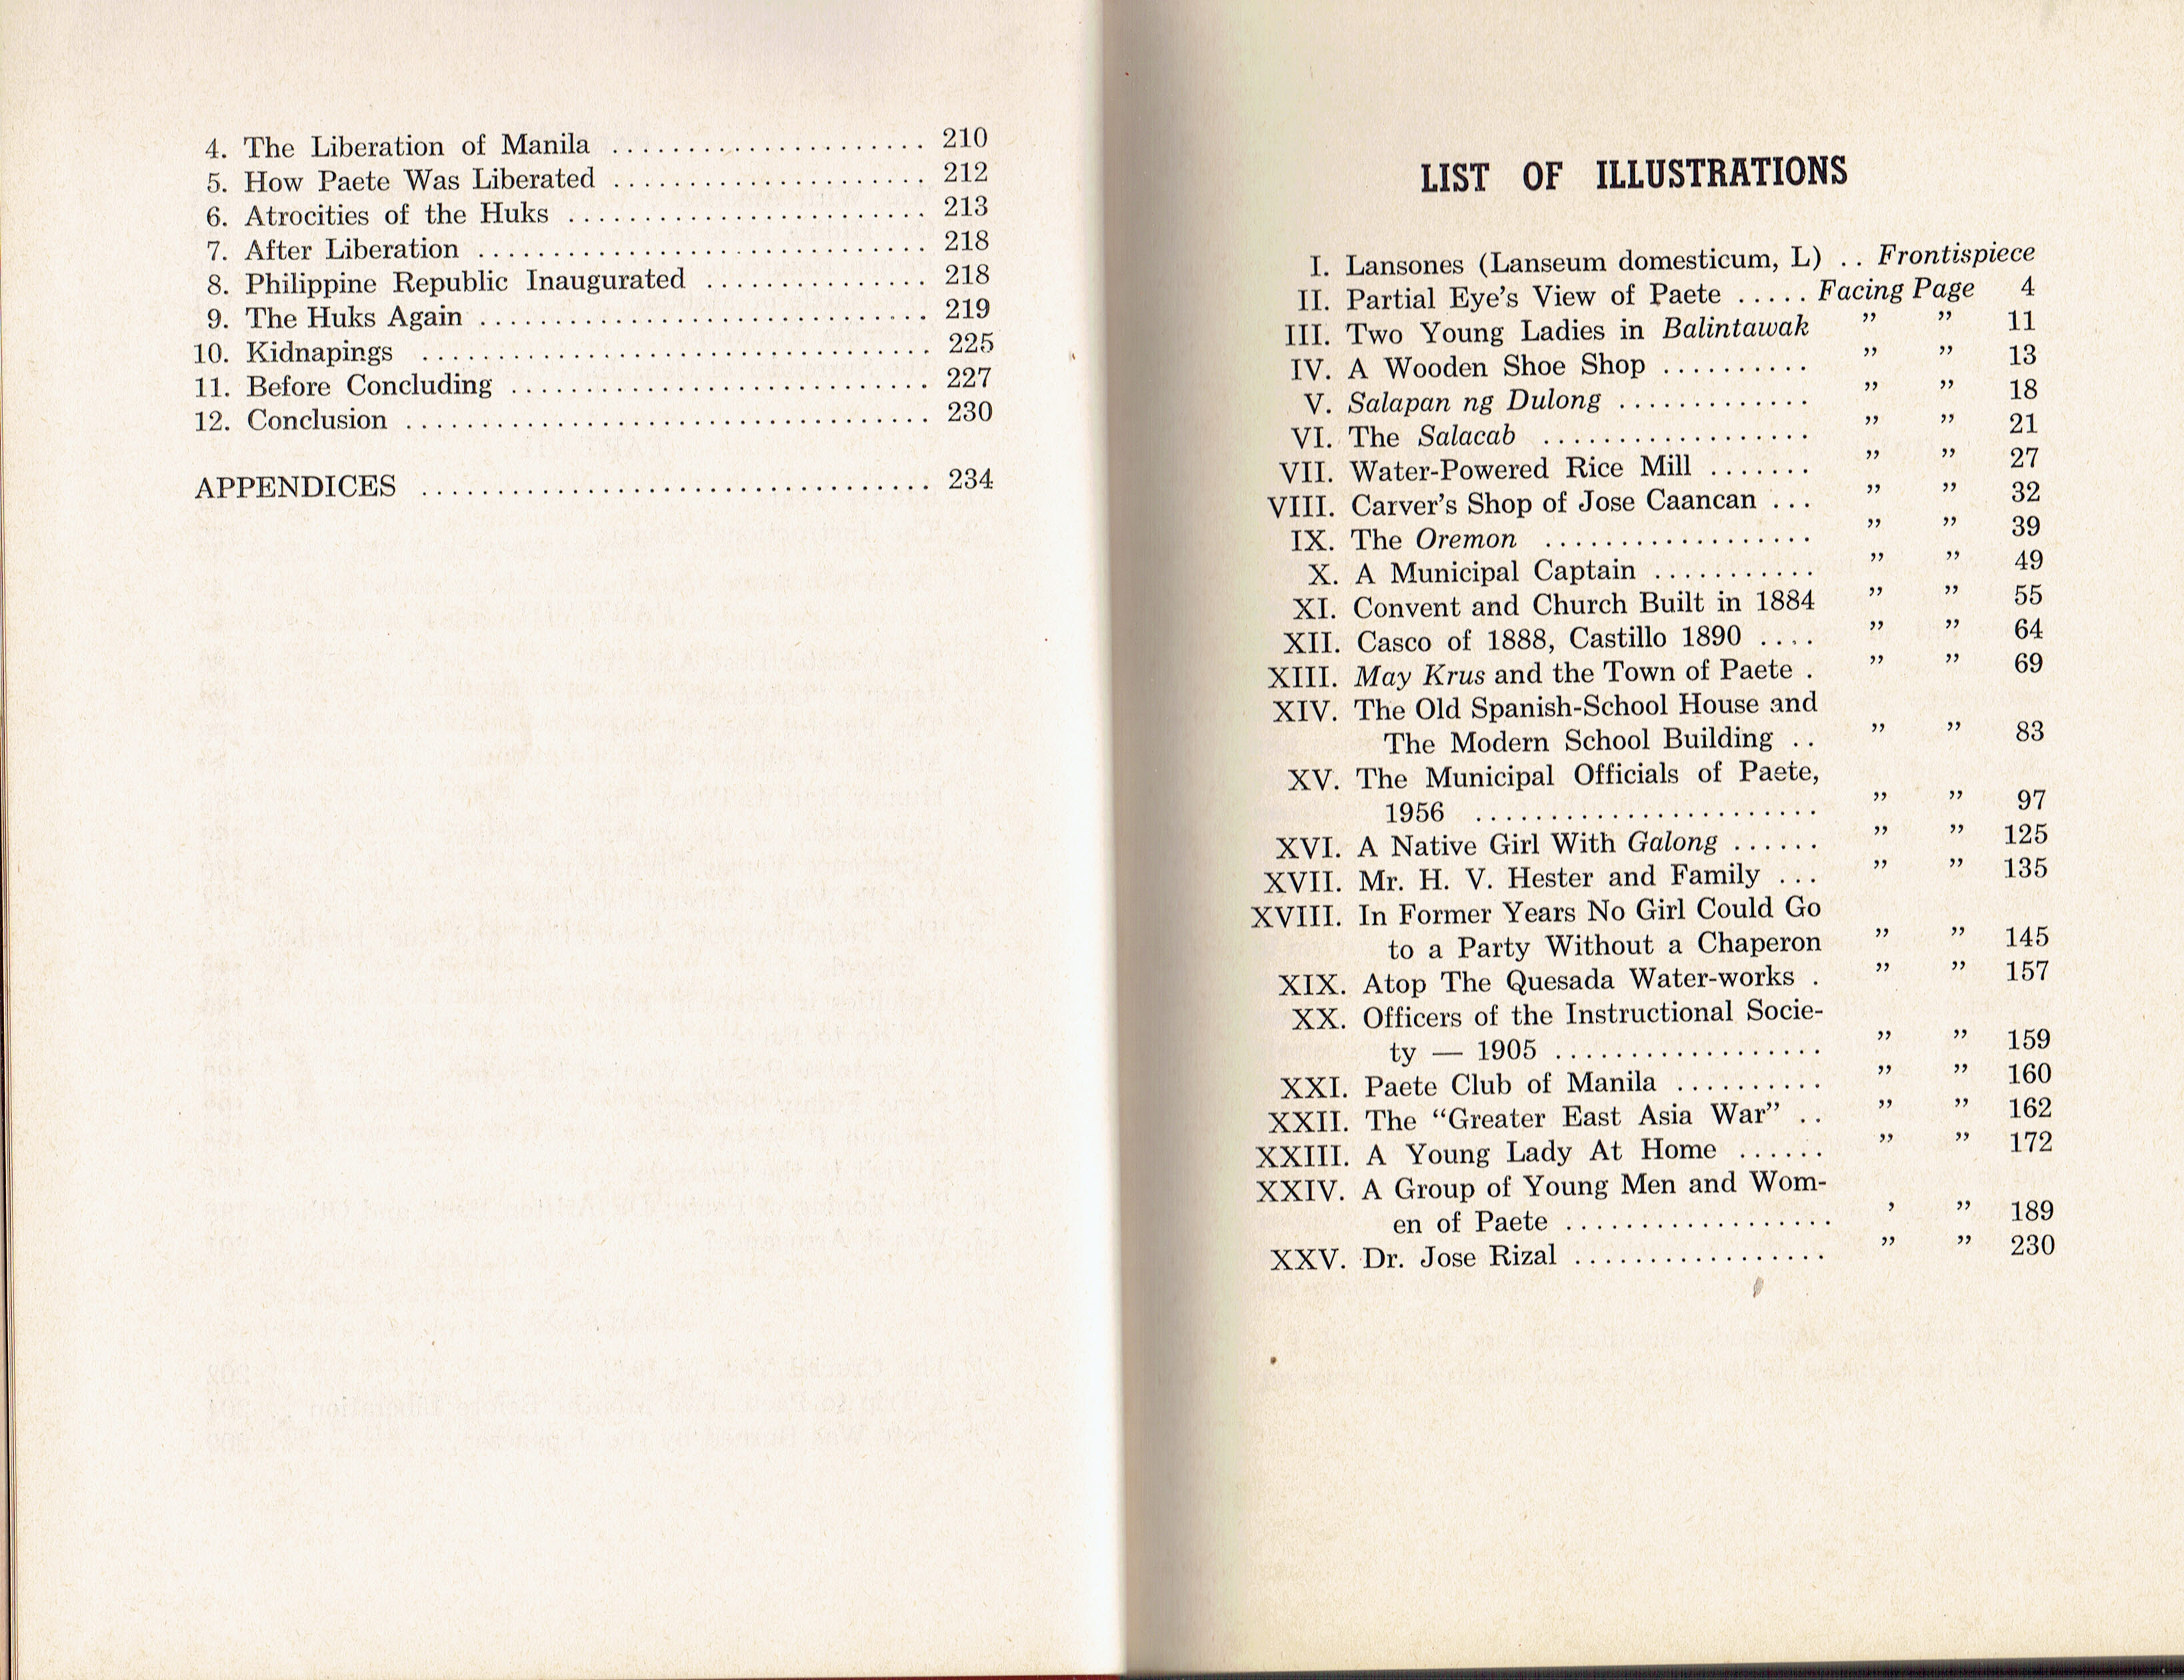 4. The Liberation of Manila ..................... 210
5. How Paete Was Liberated ..................... 212
6. Atrocities of the Huks ........................ 213
7. After Liberation .............................. 218
8. Philippine Republic Inaugurated ............... 218
9. The Huks Again .............................. 219
10. Kidnapings .................................. 225
11. Before Concluding ............................ 227
12. Conclusion ................................... 230
APPENDICES .................................. 234
LIST OF ILLUSTRATIONS
I. Lansones (Lanseum domesticum, L) .. Frontispiece
II. Partial Eye's View of Paete ..... Facing Page 4
III. Two Young Ladies in Balintawak ” ” 11
IV. A Wooden Shoe Shop .......... ” ” 13
V. Salapan ng Dulong ............. ” ” 18
VI. The Salacab .................. ” ” 21
VII. Water-Powered Rice Mill ....... ” ” 27
VIII. Carver's Shop of Jose Caancan ... ” ” 32
IX. The Oremon .................. ” ” 39
X. A Municipal Captain ........... ” ” 49
XI. Convent and Church Built in 1884 ” ” 55
XII. Casco of 1888, Castillo 1890 .... ” ” 64
XIII. May Krus and the Town of Paete . ” ” 69
XIV. The Old Spanish-School House and
The Modern School Building .. ” ” 83
XV. The Municipal Officials of Paete,
1956 ....................... ” ” 97
XVI. A Native Girl With Galong ...... ” ” 125
XVII. Mr. H. V. Hester and Family ... ” ” 135
XVIII. In Former Years No Girl Could Go
to a Party Without a Chaperon ” ” 145
XIX. Atop The Quesada Water-works . ” ” 157
XX. Officers of the Instructional Socie-
ty — 1905 .................. ” ” 159
XXI. Paete Club of Manila .......... ” ” 160
XXII. The “Greater East Asia War” .. ” ” 162
XXIII. A Young Lady At Home ...... ” ” 172
XXIV. A Group of Young Men and Wom-
en of Paete .................. ’ ” 189
XXV. Dr. Jose Rizal ................. ” ” 230